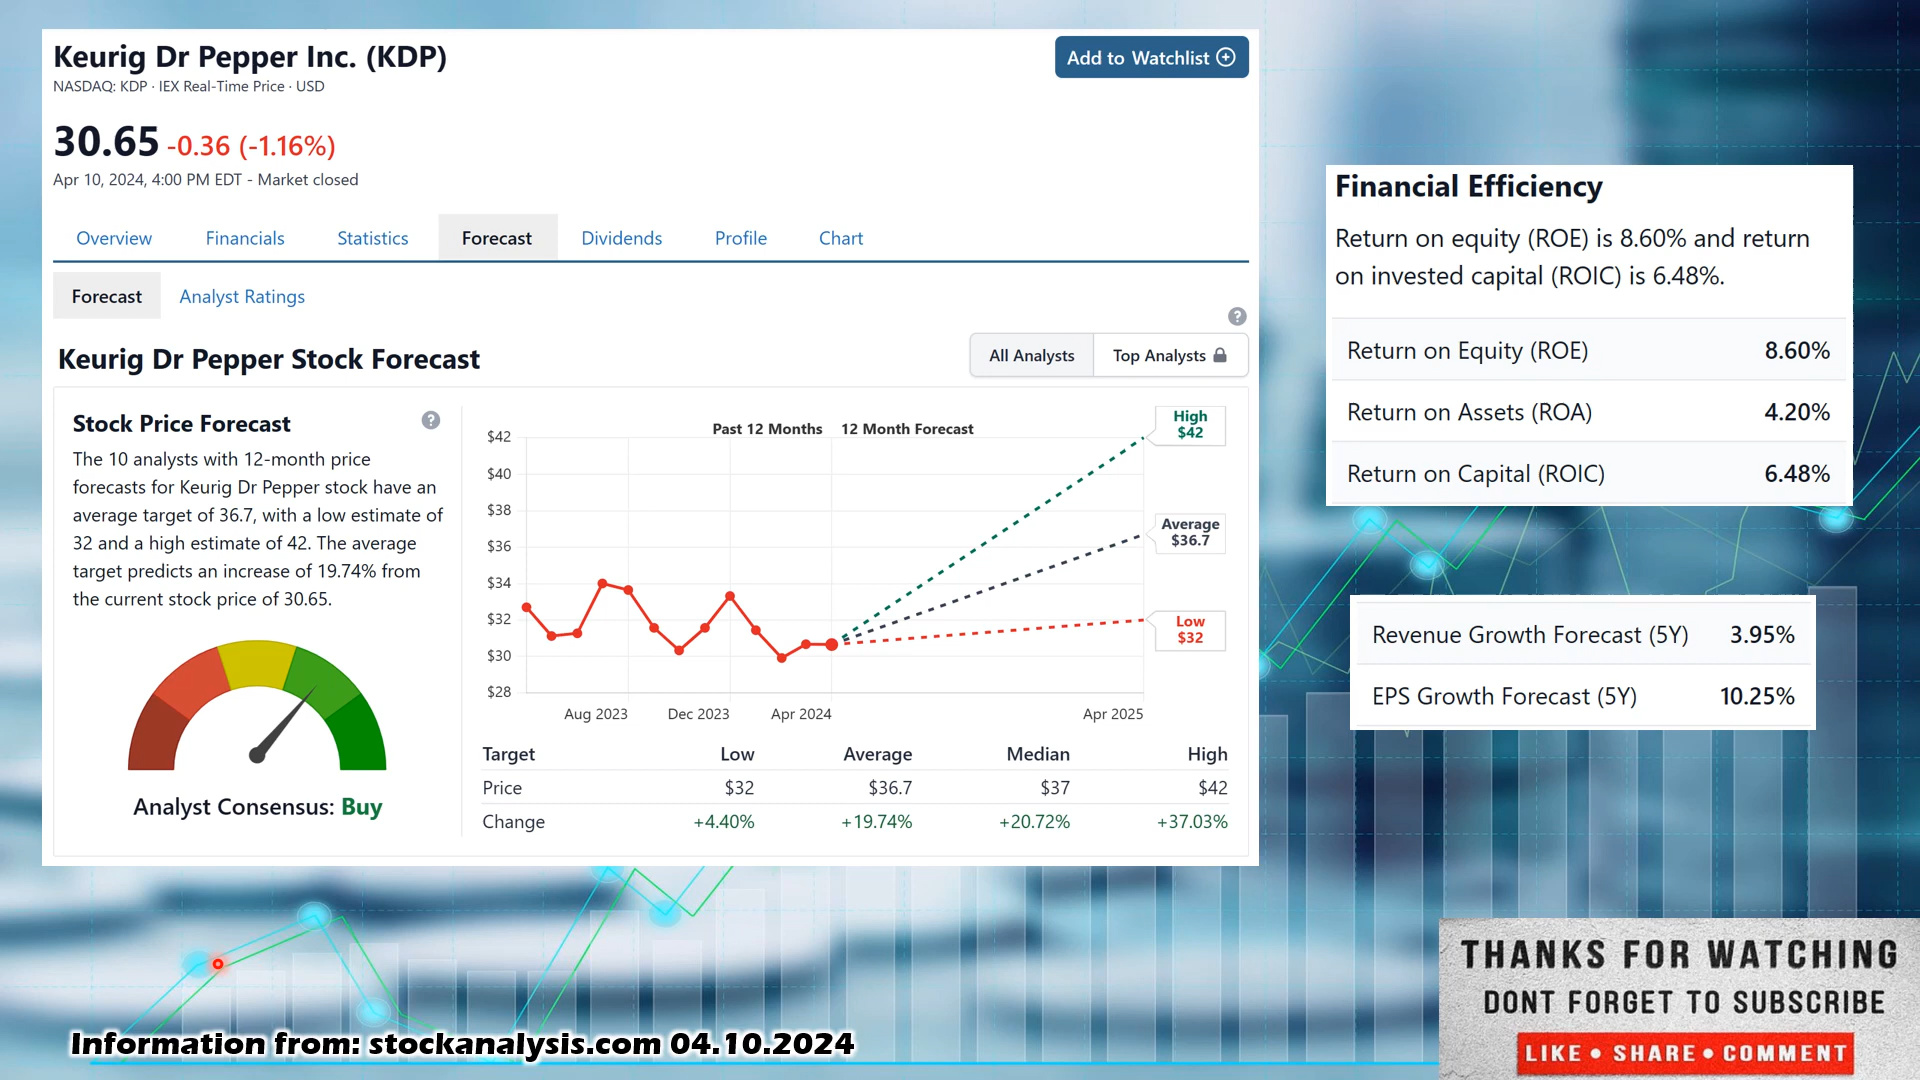 Keurig Dr Pepper Inc. (KDP)
Add to Watchlist
NASDAQ: KDP · IEX Real-Time Price · USD
30.65 -0.36 (-1.16%)
Apr 10, 2024, 4:00 PM EDT - Market closed
Overview Financials Statistics Forecast Dividends Profile Chart
Forecast Analyst Ratings
?
Keurig Dr Pepper Stock Forecast
All Analysts Top Analysts
Stock Price Forecast ?
The 10 analysts with 12-month price
forecasts for Keurig Dr Pepper stock have an
average target of 36.7, with a low estimate of
32 and a high estimate of 42. The average
target predicts an increase of 19.74% from
the current stock price of 30.65.
Analyst Consensus: Buy
Past 12 Months 12 Month Forecast
$42
$40
$38
$36
$34
$32
$30
$28
High
$42
Average
$36.7
Low
$32
Aug 2023 Dec 2023 Apr 2024 Apr 2025
Target Low Average Median High
Price $32 $36.7 $37 $42
Change +4.40% +19.74% +20.72% +37.03%
Financial Efficiency
Return on equity (ROE) is 8.60% and return
on invested capital (ROIC) is 6.48%.
Return on Equity (ROE) 8.60%
Return on Assets (ROA) 4.20%
Return on Capital (ROIC) 6.48%
Revenue Growth Forecast (5Y) 3.95%
EPS Growth Forecast (5Y) 10.25%
Information from: stockanalysis.com 04.10.2024
THANKS FOR WATCHING
DONT FORGET TO SUBSCRIBE
LIKE • SHARE • COMMENT